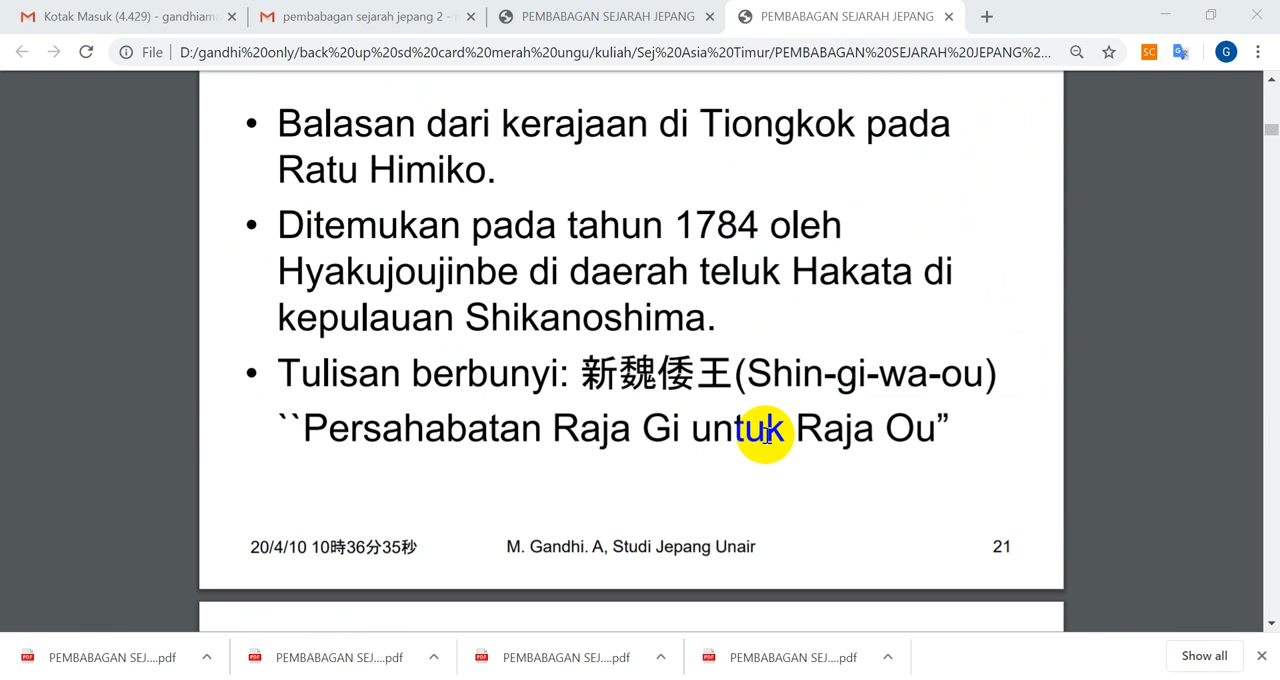 Kotak Masuk (4.429) - gandhiam
pembabagan sejarah jepang 2 -
PEMBABAGAN SEJARAH JEPANG
PEMBABAGAN SEJARAH JEPANG
File
D:/gandhi%20only/back%20up%20sd%20card%20merah%20ungu/kuliah/Sej%20Asia%20Timur/PEMBABAGAN%20SEJARAH%20JEPANG%2...
SC
G
• Balasan dari kerajaan di Tiongkok pada
Ratu Himiko.
• Ditemukan pada tahun 1784 oleh
Hyakujoujinbe di daerah teluk Hakata di
kepulauan Shikanoshima.
• Tulisan berbunyi: 新魏倭王(Shin-gi-wa-ou)
``Persahabatan Raja Gi untuk Raja Ou”
20/4/10 10時36分35秒
M. Gandhi. A, Studi Jepang Unair
21
PEMBABAGAN SEJ....pdf
PEMBABAGAN SEJ....pdf
PEMBABAGAN SEJ....pdf
PEMBABAGAN SEJ....pdf
Show all